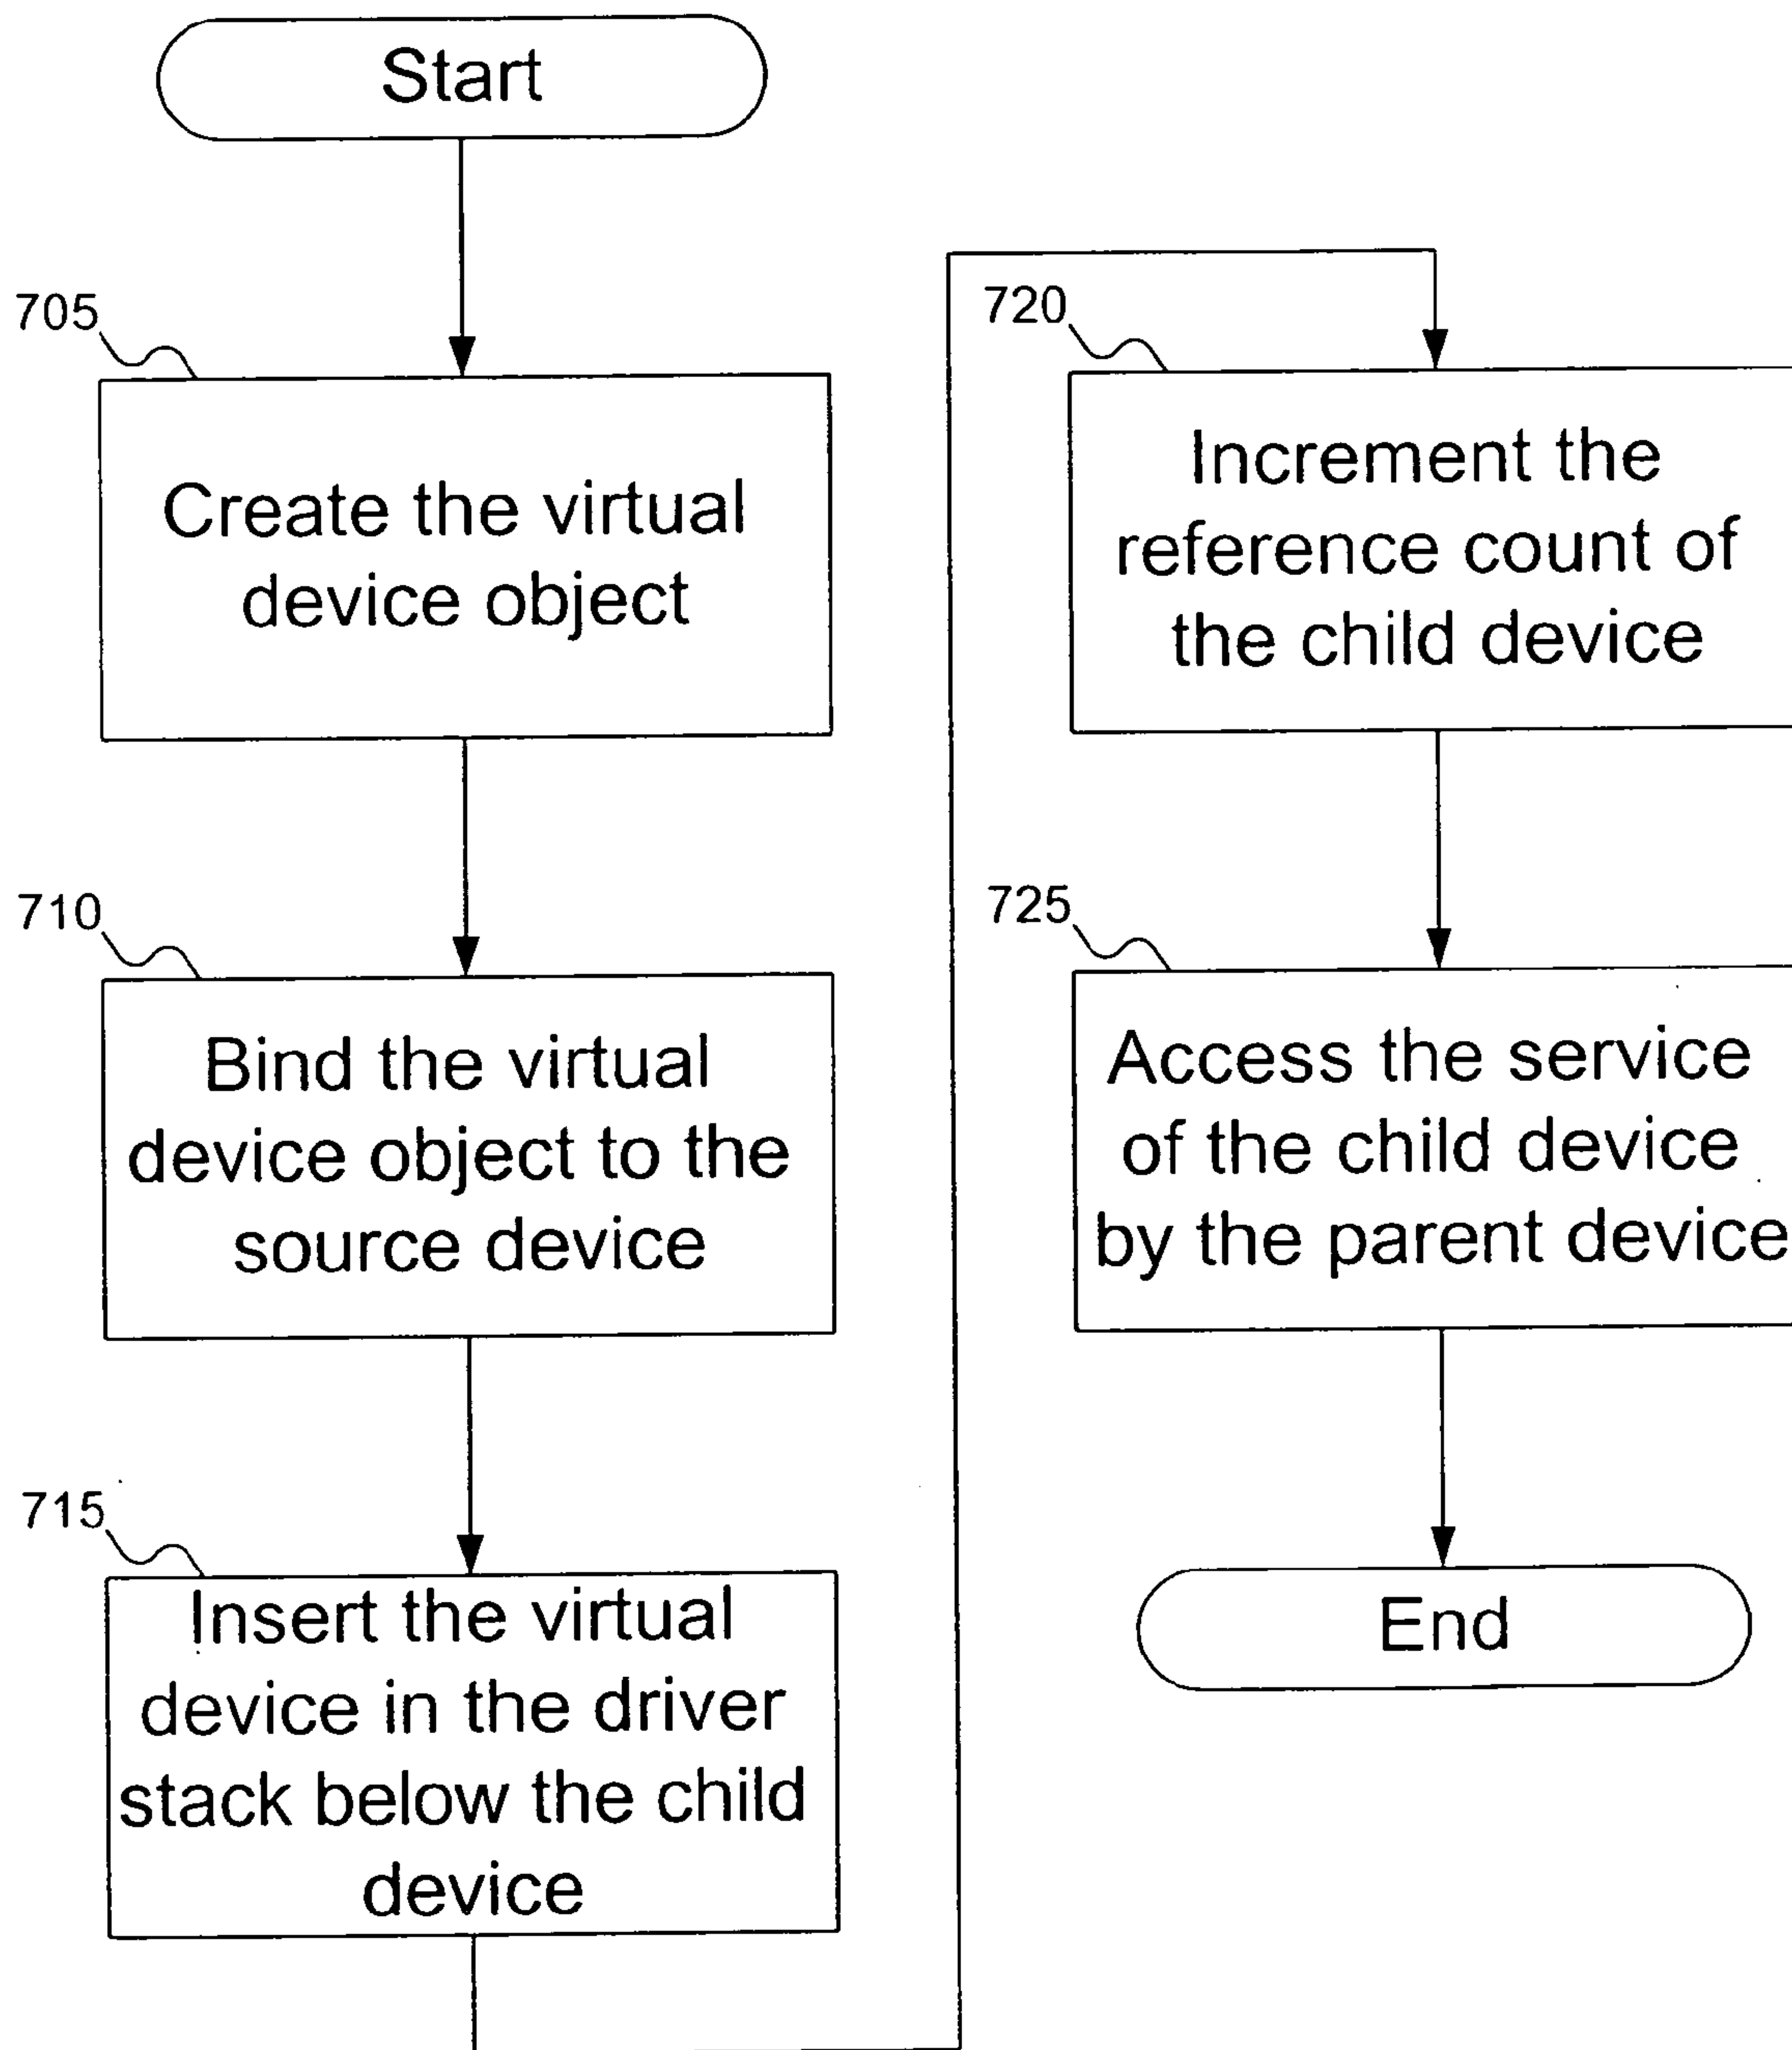 Start
705
Create the virtual
device object
710
Bind the virtual
device object to the
source device
715
Insert the virtual
device in the driver
stack below the child
device
720
Increment the
reference count of
the child device
725
Access the service
of the child device
by the parent device
End